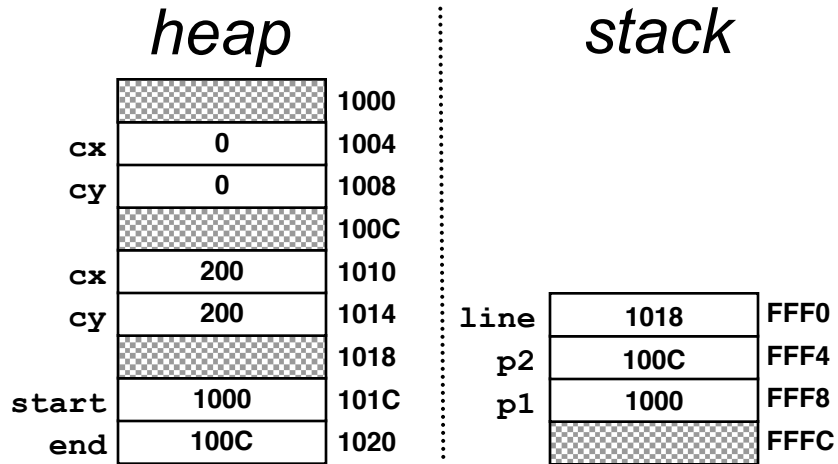 heap
stack
1000
cx 0 1004
cy 0 1008
100C
cx 200 1010
cy 200 1014
1018
start 1000 101C
end 100C 1020
line 1018 FFF0
p2 100C FFF4
p1 1000 FFF8
FFFC